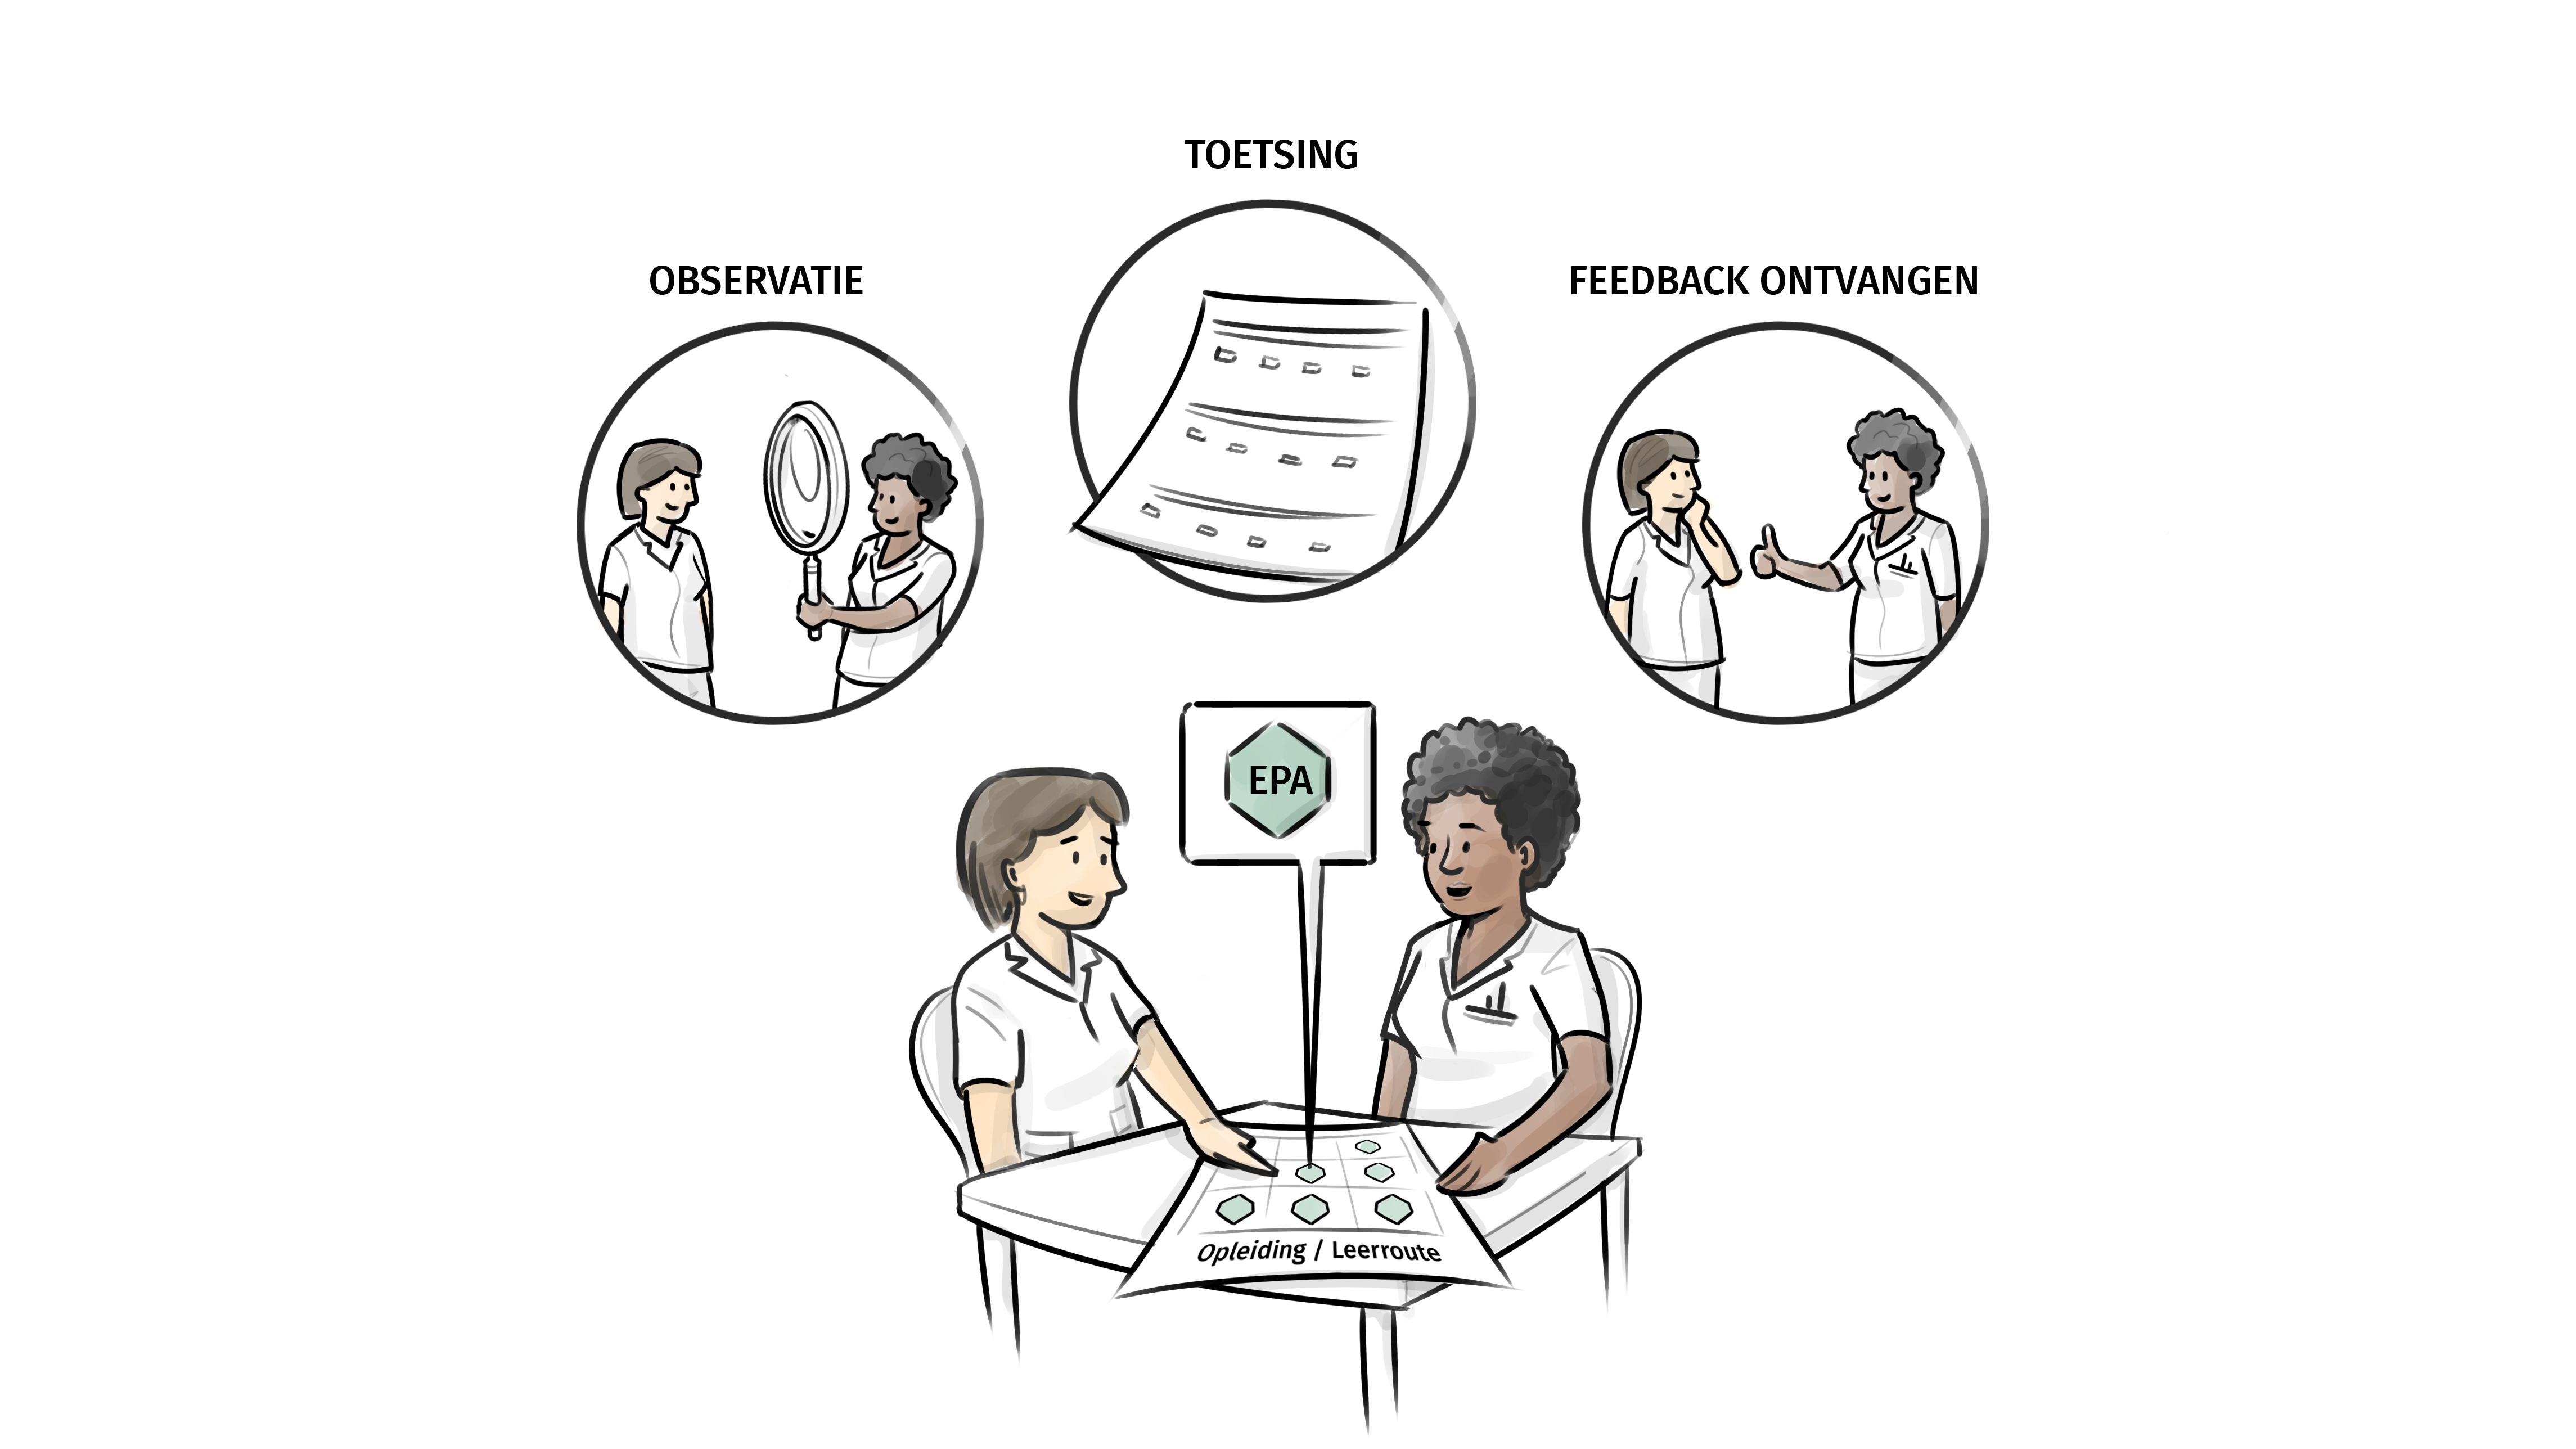 TOETSING
OBSERVATIE
FEEDBACK ONTVANGEN
EPA
Opleiding / Leerroute